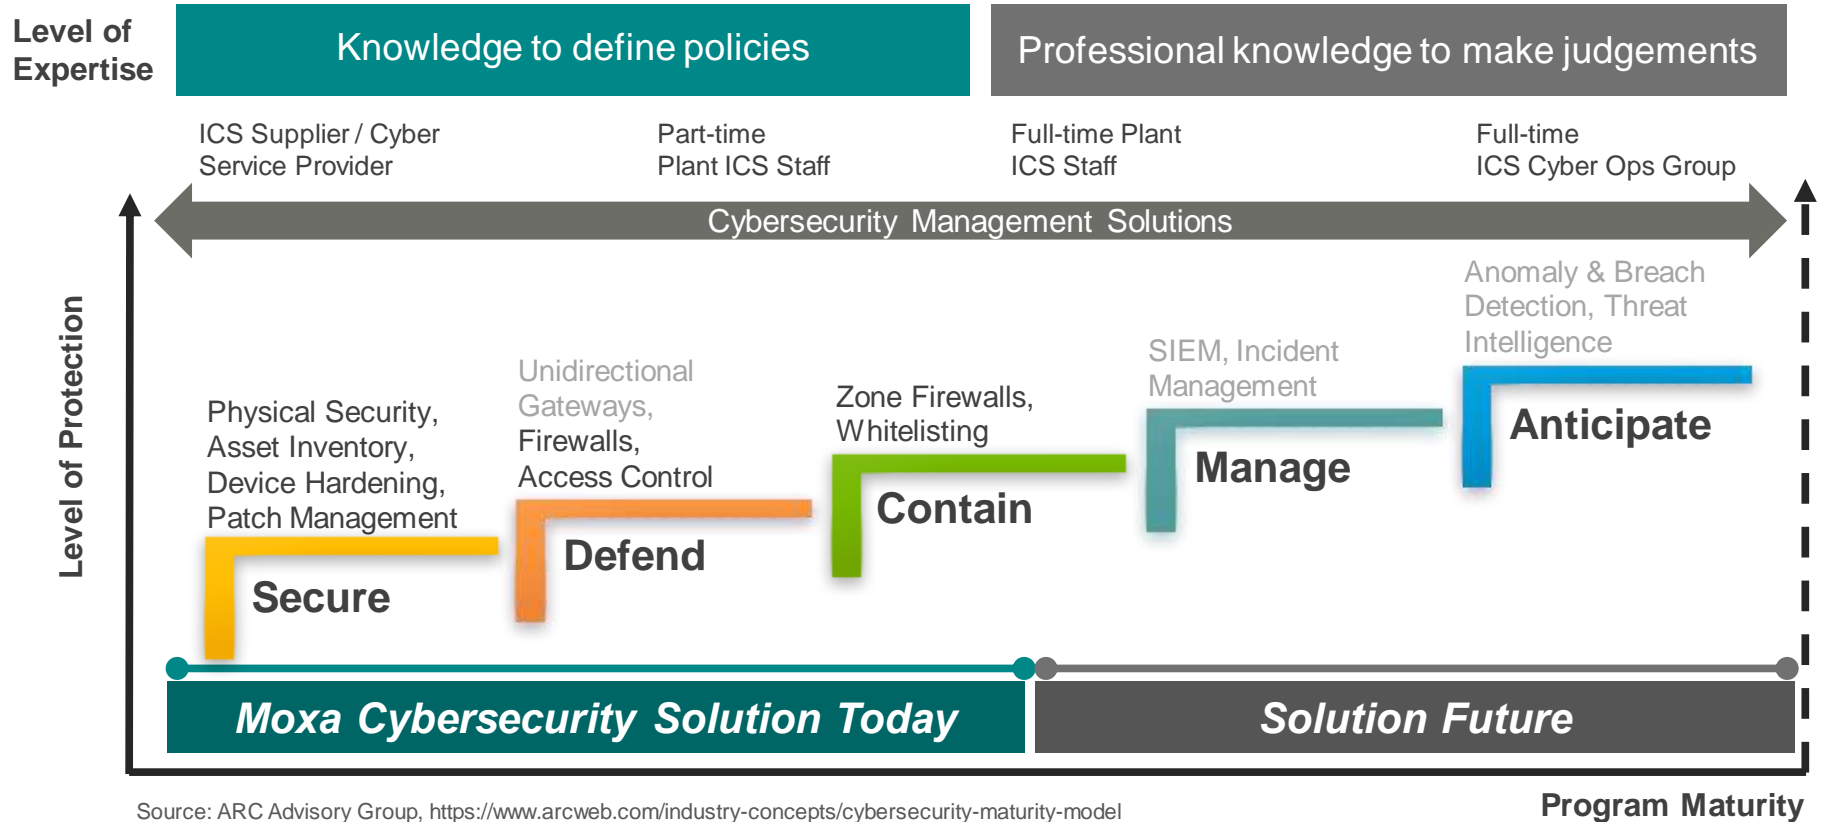 Level of
Expertise
Knowledge to define policies
Professional knowledge to make judgements
ICS Supplier / Cyber
Service Provider
Part-time
Plant ICS Staff
Full-time Plant
ICS Staff
Full-time
ICS Cyber Ops Group
Cybersecurity Management Solutions
Level of Protection
Physical Security,
Asset Inventory,
Device Hardening,
Patch Management
Secure
Unidirectional
Gateways,
Firewalls,
Access Control
Defend
Zone Firewalls,
Whitelisting
Contain
SIEM, Incident
Management
Manage
Anomaly & Breach
Detection, Threat
Intelligence
Anticipate
Moxa Cybersecurity Solution Today
Solution Future
Source: ARC Advisory Group, https://www.arcweb.com/industry-concepts/cybersecurity-maturity-model
Program Maturity